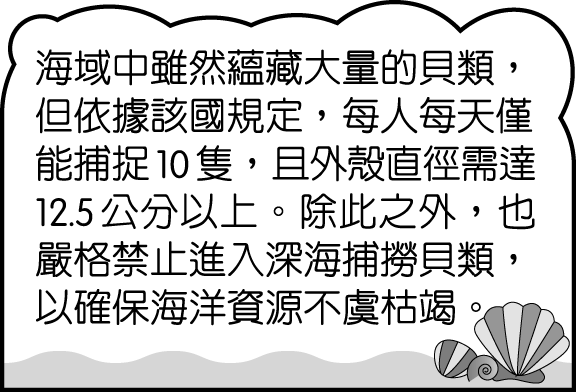 海域中雖然蘊藏大量的貝類，
但依據該國規定，每人每天僅
能捕捉10隻，且外殼直徑需達
12.5公分以上。除此之外，也
嚴格禁止進入深海捕撈貝類，
以確保海洋資源不虞枯竭。